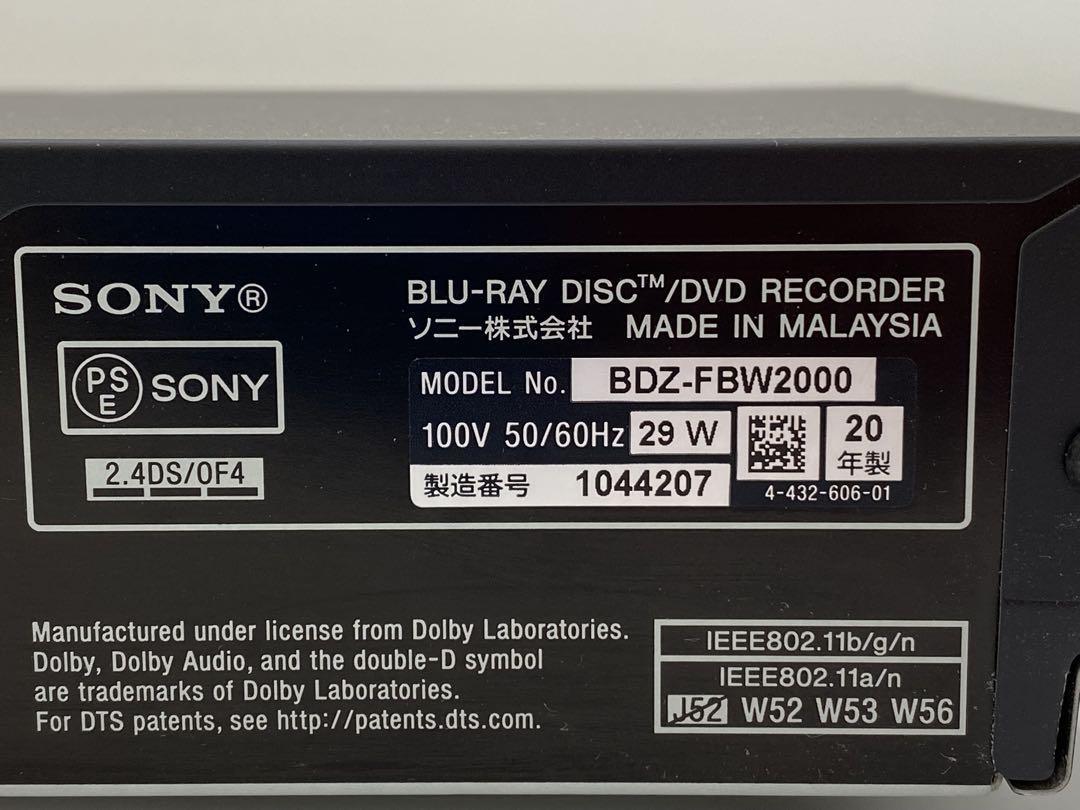 SONY®
BLU-RAY DISC™/DVD RECORDER
ソニー株式会社 MADE IN MALAYSIA
PSE SONY
MODEL No. BDZ-FBW2000
100V 50/60Hz 29 W
20年製
2.4DS/OF4
製造番号 1044207
4-432-606-01
Manufactured under license from Dolby Laboratories.
Dolby, Dolby Audio, and the double-D symbol
are trademarks of Dolby Laboratories.
For DTS patents, see http://patents.dts.com.
IEEE802.11b/g/n
IEEE802.11a/n
J52 W52 W53 W56